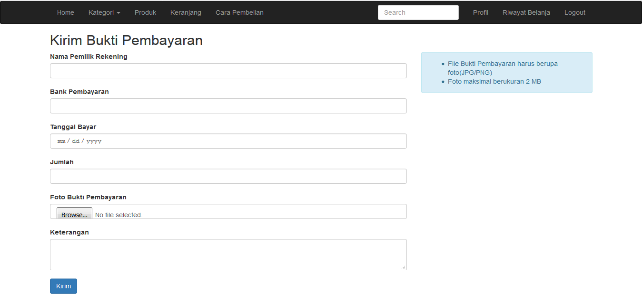 Home Kategori Produk Keranjang Cara Pembelian Search Profil Riwayat Belanja Logout
Kirim Bukti Pembayaran
Nama Pemilik Rekening
Bank Pembayaran
Tanggal Bayar
mm / dd / yyyy
Jumlah
Foto Bukti Pembayaran
Browse... No file selected.
Keterangan
Kirim
File Bukti Pembayaran harus berupa
foto(JPG/PNG)
Foto maksimal berukuran 2 MB